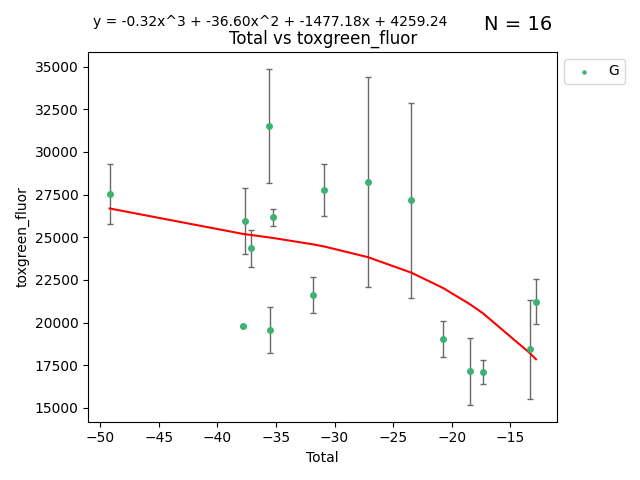 y = -0.32x^3 + -36.60x^2 + -1477.18x + 4259.24
N = 16
Total vs toxgreen_fluor
G
35000
32500
30000
27500
25000
22500
20000
17500
15000
toxgreen_fluor
−50 −45 −40 −35 −30 −25 −20 −15
Total